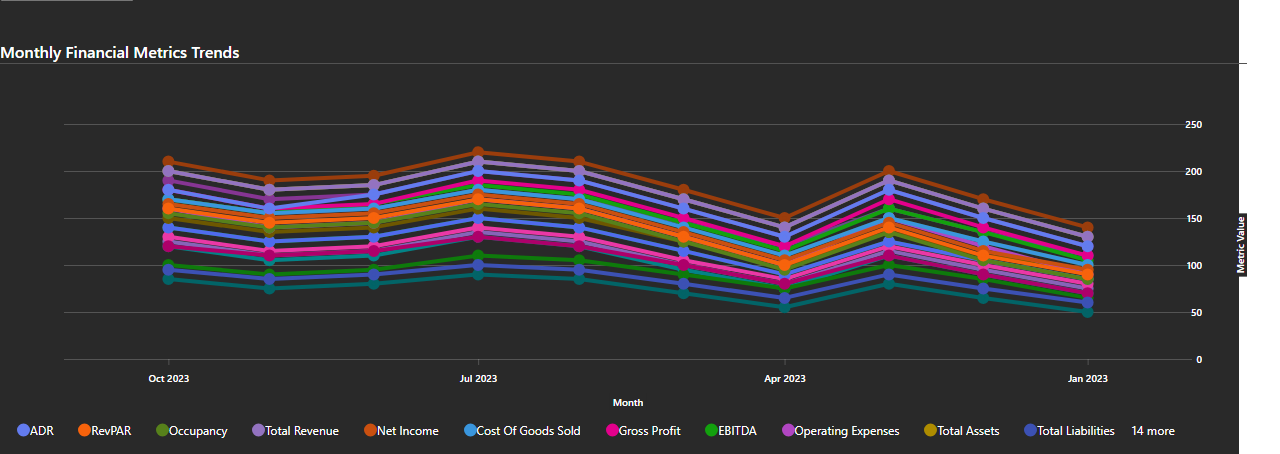 Monthly Financial Metrics Trends
250
200
150
100
50
0
Metric Value
Oct 2023 Jul 2023 Apr 2023 Jan 2023
Month
ADR RevPAR Occupancy Total Revenue Net Income Cost Of Goods Sold Gross Profit EBITDA Operating Expenses Total Assets Total Liabilities 14 more